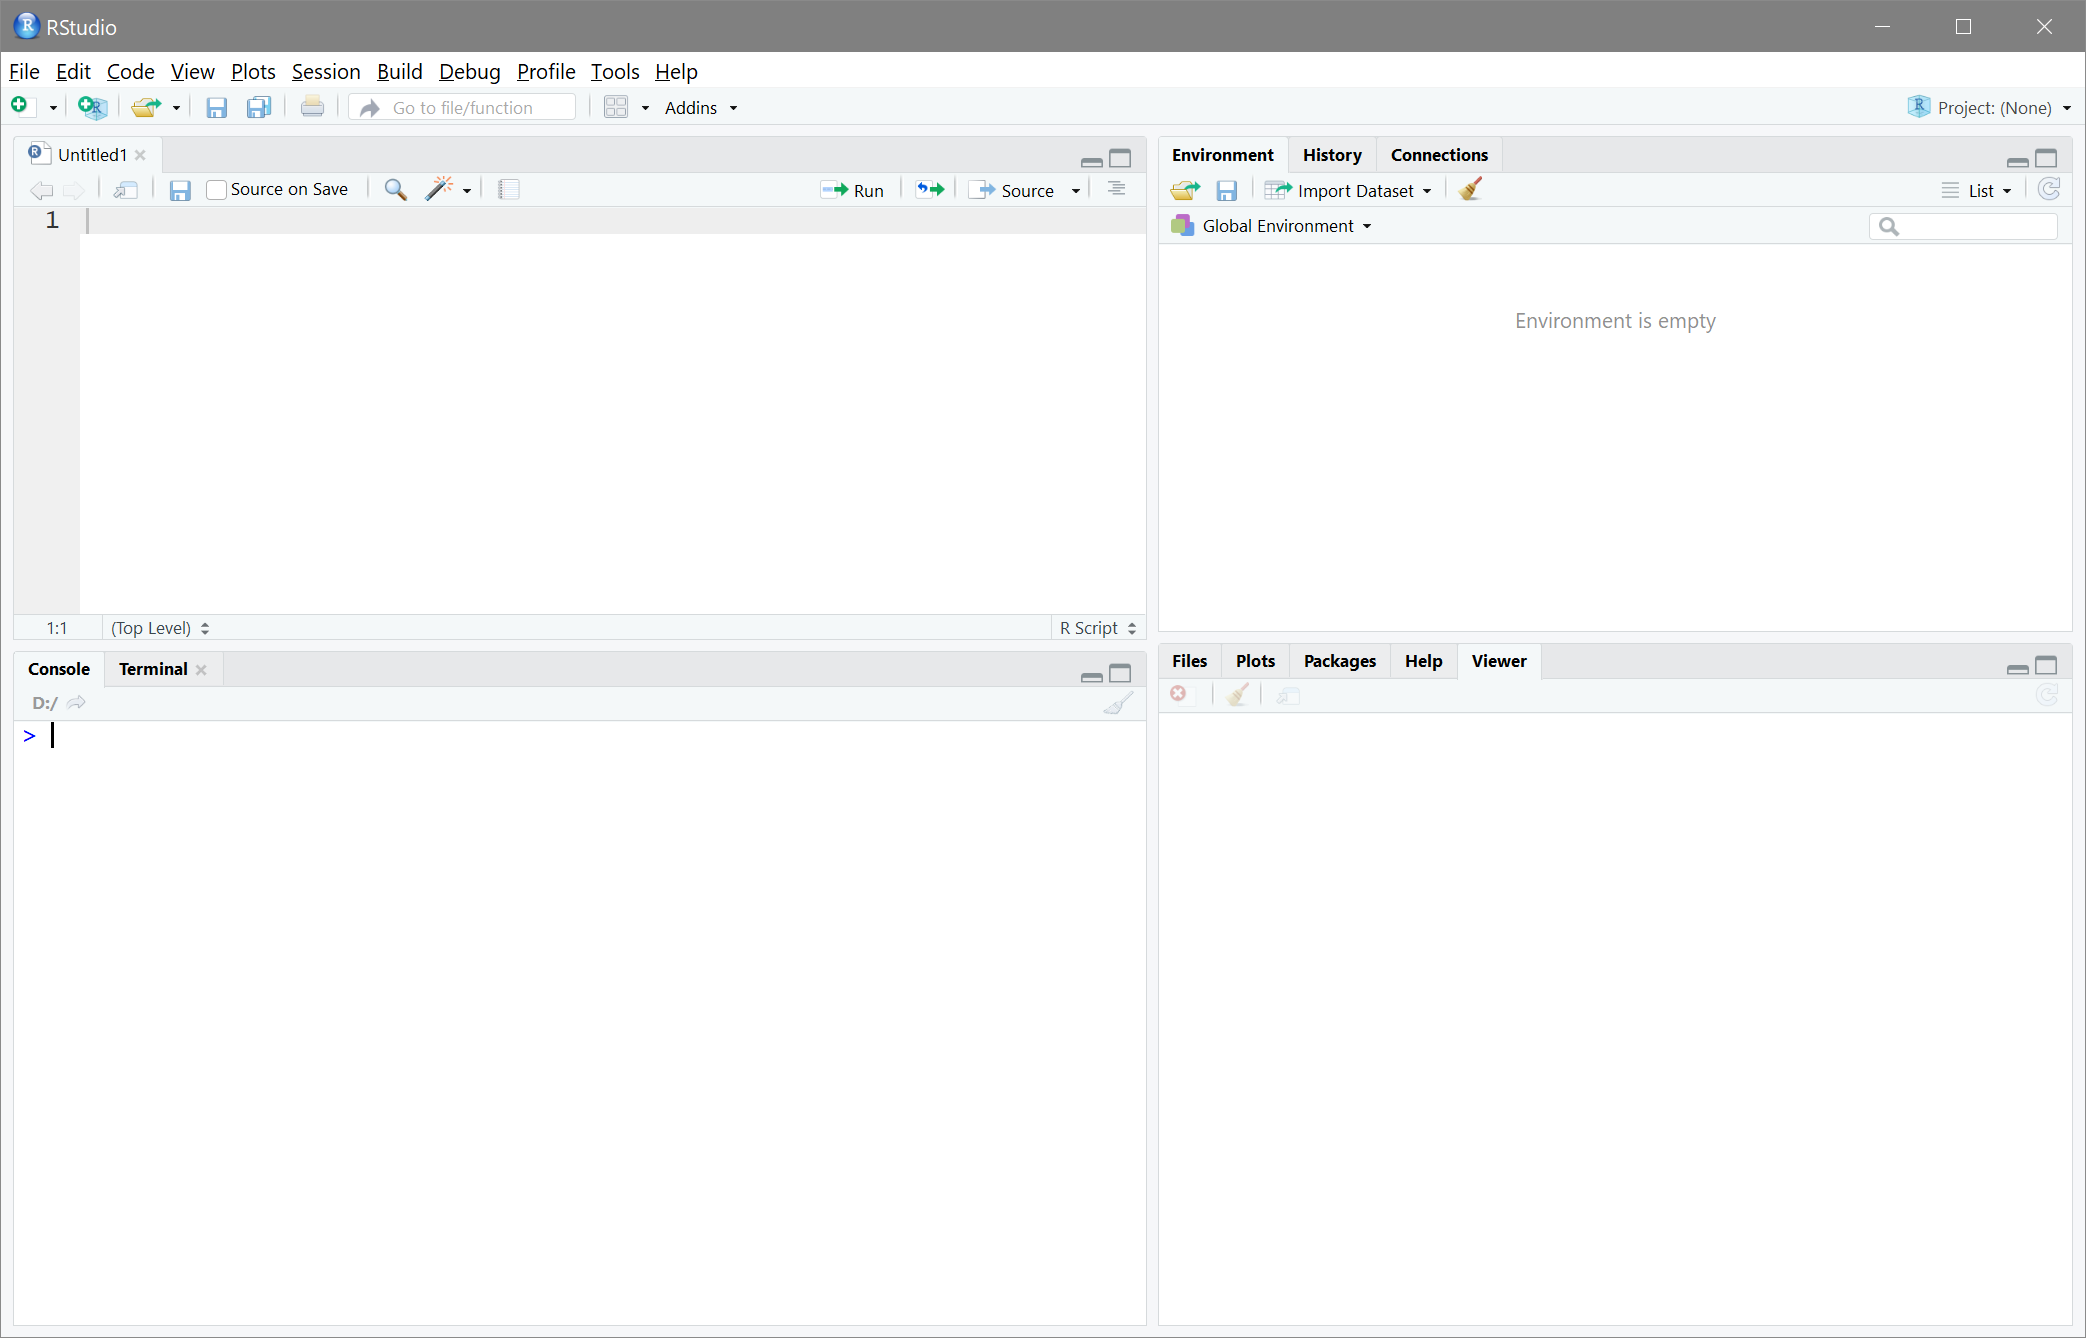 RStudio
File Edit Code View Plots Session Build Debug Profile Tools Help
Go to file/function Addins Project: (None)
Untitled1
Source on Save Run Source
1
1:1 (Top Level) R Script
Console Terminal
D:/
>
Environment History Connections
Import Dataset List
Global Environment
Environment is empty
Files Plots Packages Help Viewer